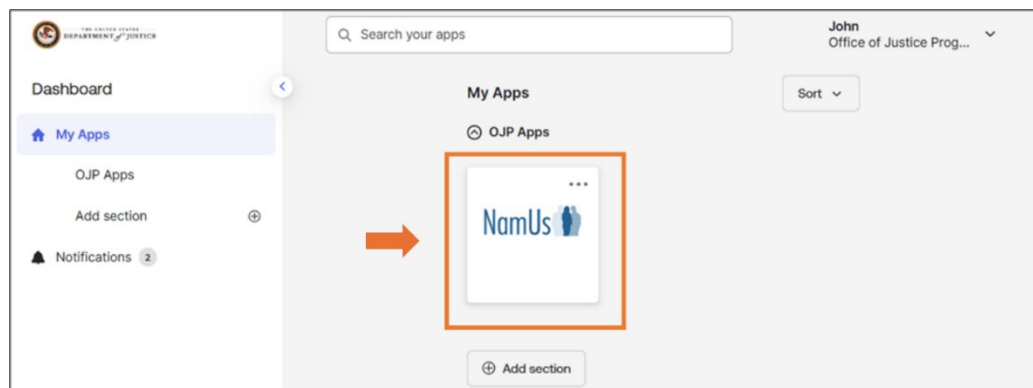 THE UNITED STATES
DEPARTMENT of JUSTICE
Search your apps
John
Office of Justice Prog...
Dashboard
My Apps
OJP Apps
Add section
Notifications 2
My Apps
Sort
OJP Apps
NamUs
Add section